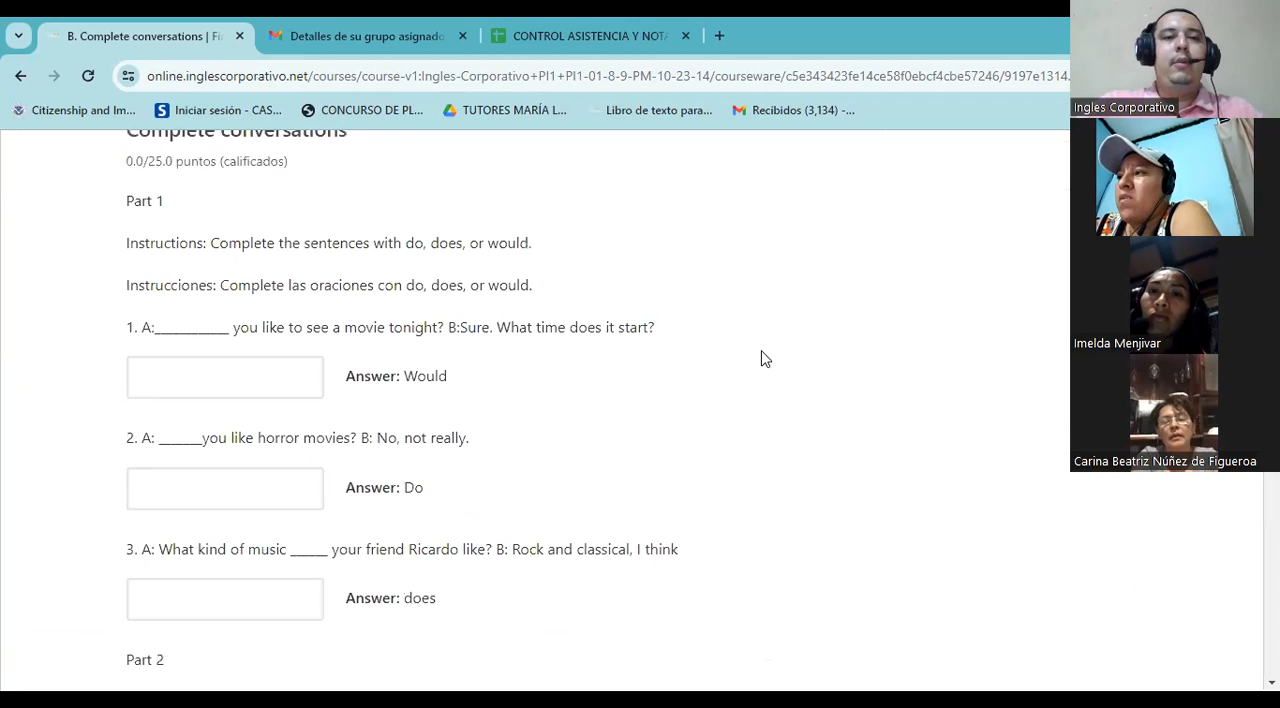 B. Complete conversations | Fi
Detalles de su grupo asignado
CONTROL ASISTENCIA Y NOTA
online.inglescorporativo.net/courses/course-v1:Ingles-Corporativo+PI1+PI1-01-8-9-PM-10-23-14/courseware/c5e343423fe14ce58f0ebcf4cbe57246/9197e1314.
Citizenship and Im...
Iniciar sesión - CAS...
CONCURSO DE PL...
TUTORES MARÍA L...
Libro de texto para...
Recibidos (3,134) -...
Complete conversations
0.0/25.0 puntos (calificados)
Part 1
Instructions: Complete the sentences with do, does, or would.
Instrucciones: Complete las oraciones con do, does, or would.
1. A:___________ you like to see a movie tonight? B:Sure. What time does it start?
Answer: Would
2. A: ______you like horror movies? B: No, not really.
Answer: Do
3. A: What kind of music _____ your friend Ricardo like? B: Rock and classical, I think
Answer: does
Part 2
Ingles Corporativo
Imelda Menjivar
Carina Beatriz Núñez de Figueroa